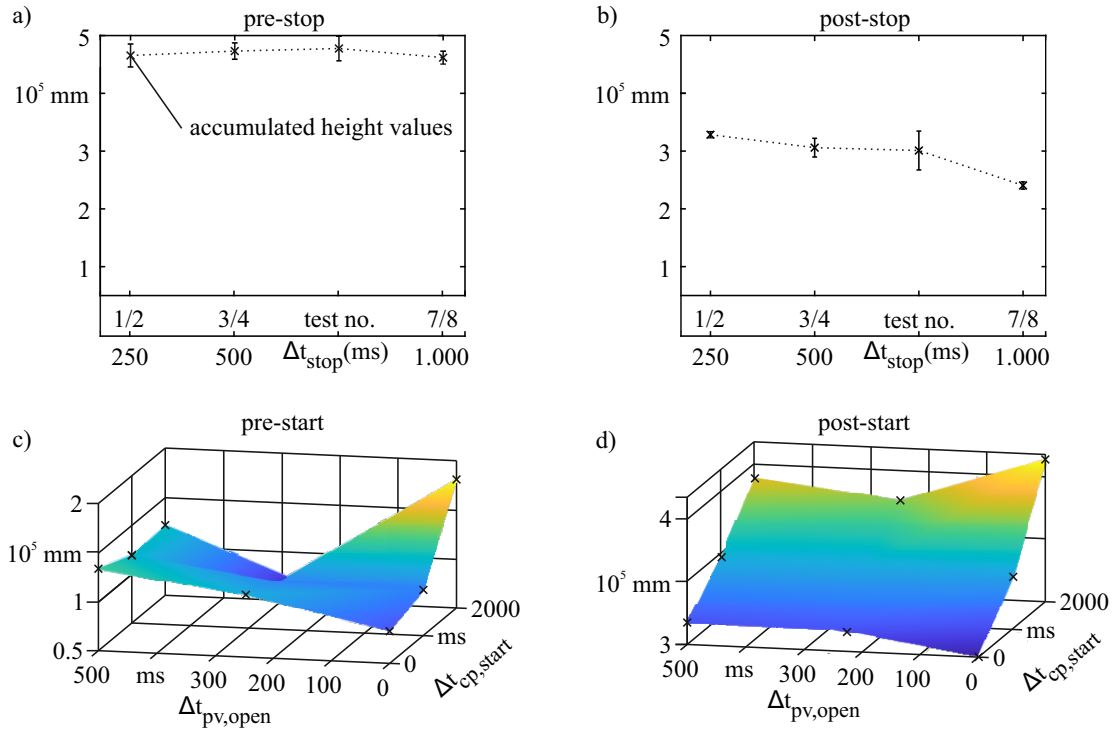 a)
pre-stop
5
10⁵ mm
accumulated height values
3
2
1
1/2 3/4 test no. 7/8
250 500 Δt_stop(ms) 1.000
b)
post-stop
5
10⁵ mm
3
2
1
1/2 3/4 test no. 7/8
250 500 Δt_stop(ms) 1.000
c)
pre-start
2
10⁵ mm
1
0.5
500 ms 300 200 100 0
Δt_pv,open
2000
ms
0
Δt_cp,start
d)
post-start
4
10⁵ mm
3
500 ms 300 200 100 0
Δt_pv,open
2000
ms
0
Δt_cp,start